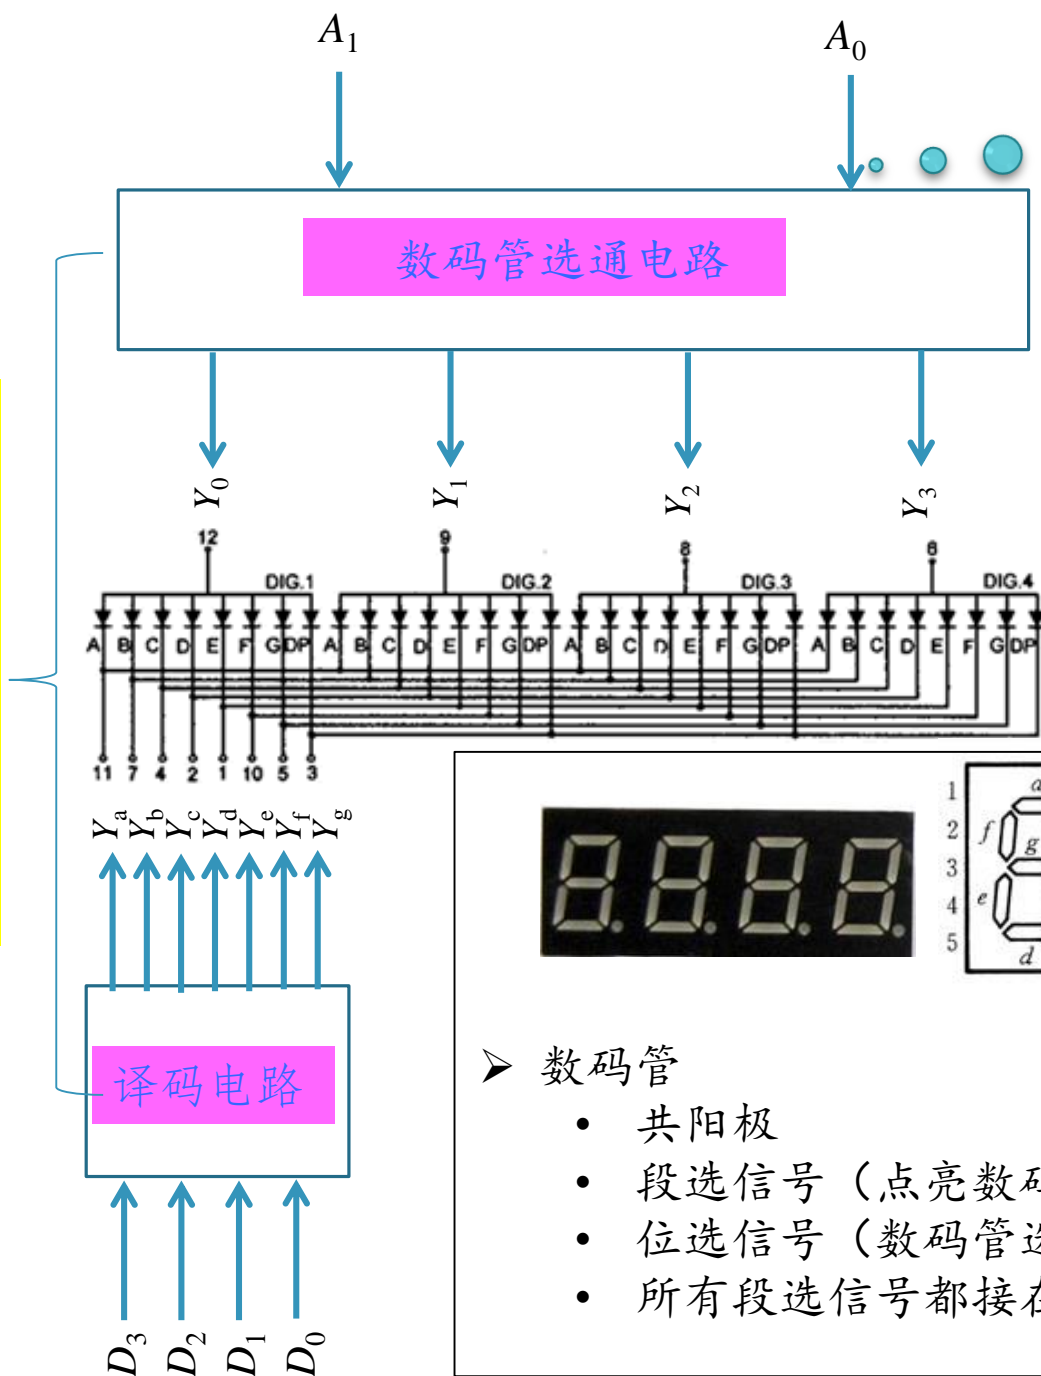 A1 A0
数码管选通电路
Y0 Y1 Y2 Y3
12 9 8 6
DIG.1 DIG.2 DIG.3 DIG.4
A B C D E F G DP A B C D E F G DP A B C D E F G DP A B C D E F G DP
11 7 4 2 1 10 5 3
Ya Yb Yc Yd Ye Yf Yg
1 a
2 f
3 g
4 e
5 d
译码电路
D3 D2 D1 D0
➢ 数码管
• 共阳极
• 段选信号（点亮数码
• 位选信号（数码管选
• 所有段选信号都接在